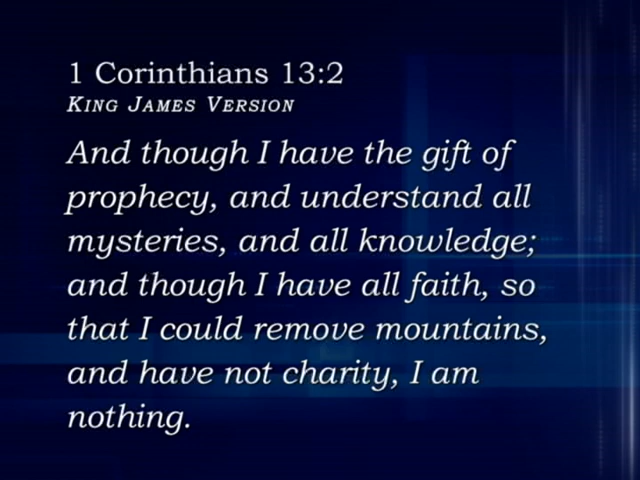 1 Corinthians 13:2
KING JAMES VERSION
And though I have the gift of
prophecy, and understand all
mysteries, and all knowledge;
and though I have all faith, so
that I could remove mountains,
and have not charity, I am
nothing.